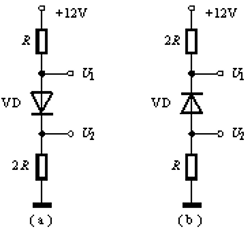 +12V +12V
R 2R
U1 U1
VD VD
U2 U2
2R R
(a) (b)